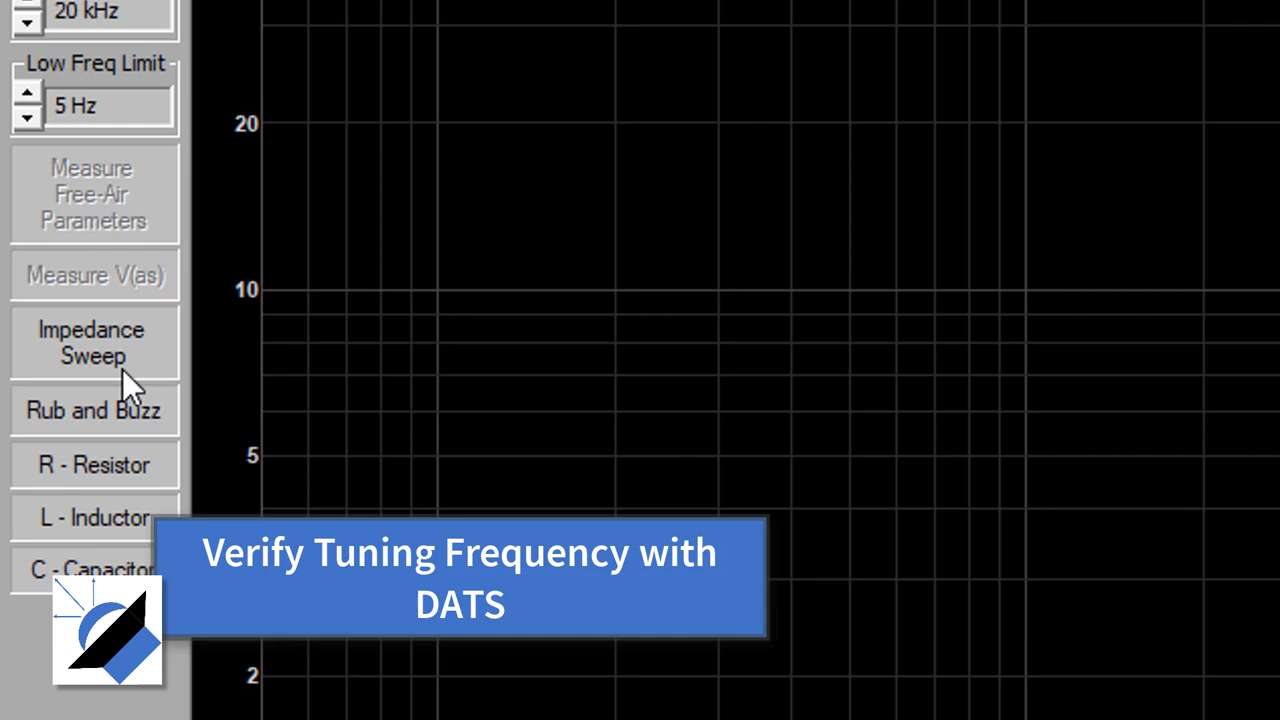 20 kHz
Low Freq Limit
5 Hz
Measure
Free-Air
Parameters
Measure V(as)
Impedance
Sweep
Rub and Buzz
R - Resistor
L - Inductor
C - Capacitor
20
10
5
2
Verify Tuning Frequency with
DATS